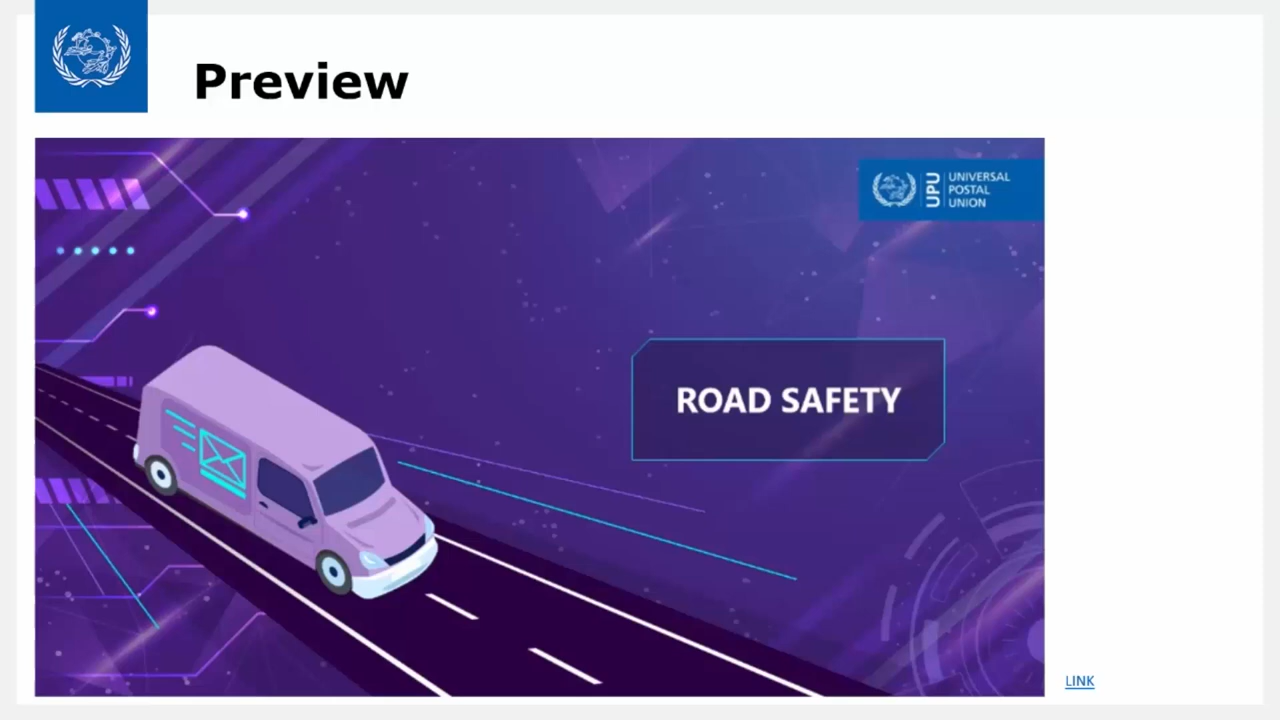 Preview
UPU
UNIVERSAL
POSTAL
UNION
ROAD SAFETY
LINK